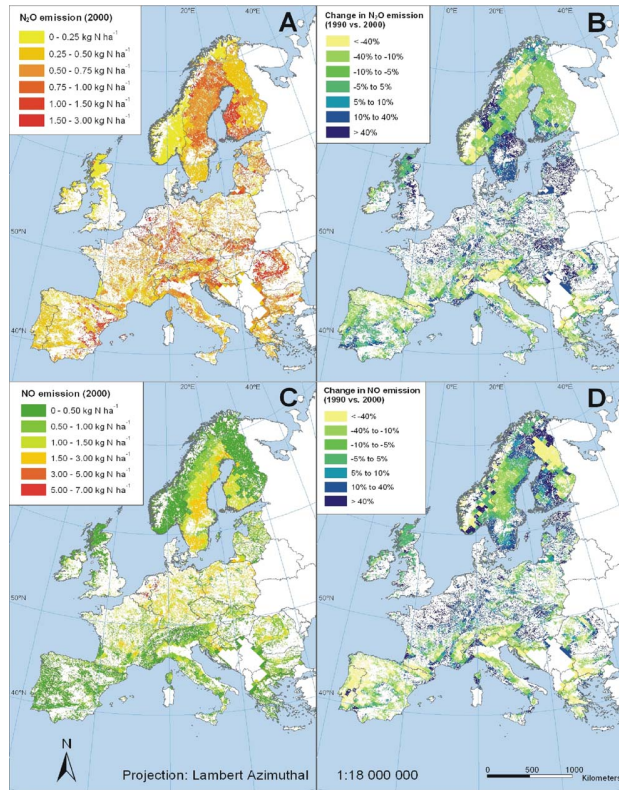 A
N₂O emission (2000)
0 - 0.25 kg N ha⁻¹
0.25 - 0.50 kg N ha⁻¹
0.50 - 0.75 kg N ha⁻¹
0.75 - 1.00 kg N ha⁻¹
1.00 - 1.50 kg N ha⁻¹
1.50 - 3.00 kg N ha⁻¹
20°E
40°E
50°N
40°N
0°
20°E
B
Change in N₂O emission
(1990 vs. 2000)
< -40%
-40% to -10%
-10% to -5%
-5% to 5%
5% to 10%
10% to 40%
> 40%
20°E
40°E
50°N
40°N
0°
20°E
C
NO emission (2000)
0 - 0.50 kg N ha⁻¹
0.50 - 1.00 kg N ha⁻¹
1.00 - 1.50 kg N ha⁻¹
1.50 - 3.00 kg N ha⁻¹
3.00 - 5.00 kg N ha⁻¹
5.00 - 7.00 kg N ha⁻¹
40°E
50°N
40°N
N
Projection: Lambert Azimuthal
D
Change in NO emission
(1990 vs. 2000)
< -40%
-40% to -10%
-10% to -5%
-5% to 5%
5% to 10%
10% to 40%
> 40%
40°E
50°N
40°N
1:18 000 000
0 500 1000
Kilometers